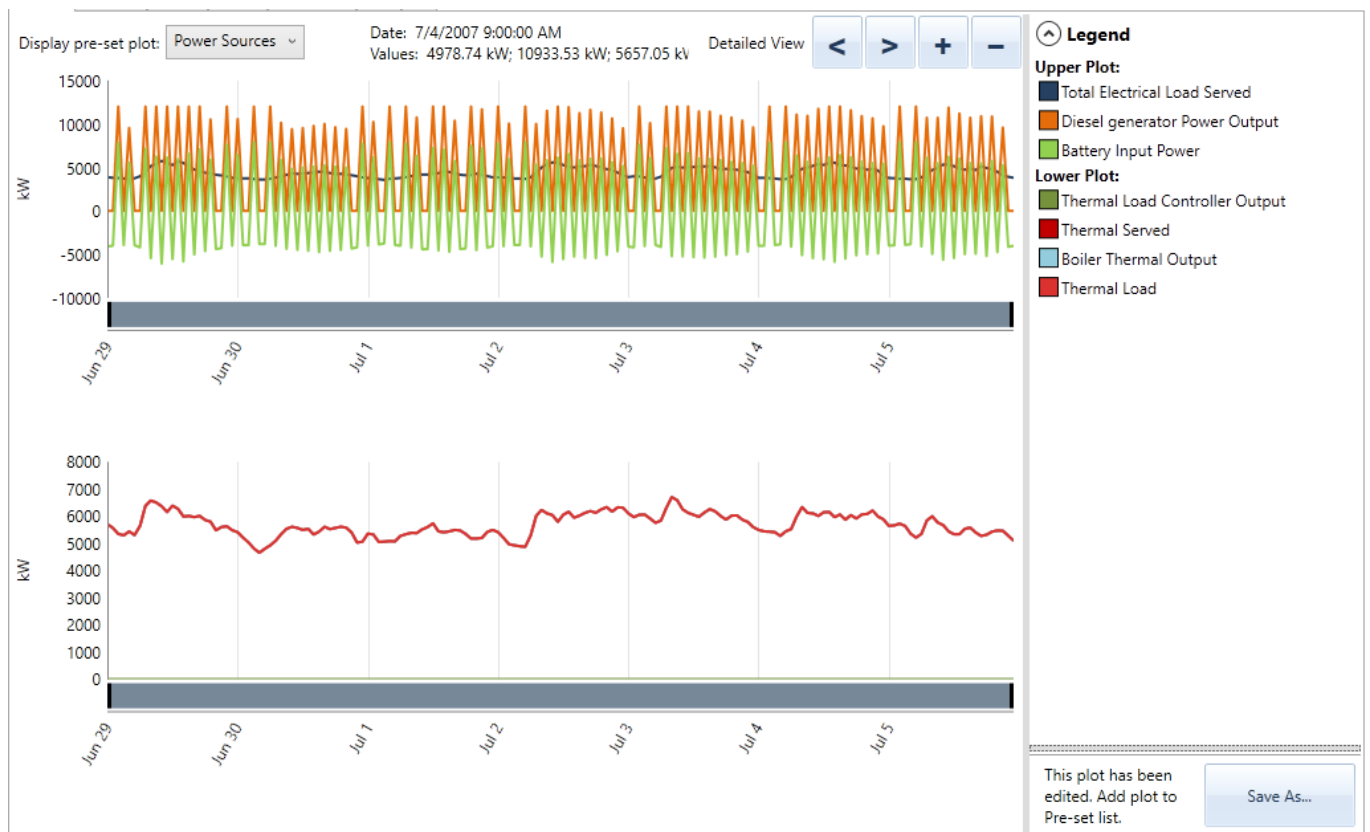 Display pre-set plot: Power Sources
Date: 7/4/2007 9:00:00 AM
Values: 4978.74 kW; 10933.53 kW; 5657.05 kV
Detailed View < > + −
15000
10000
5000
0
-5000
-10000
kW
Jun 29
Jun 30
Jul 1
Jul 2
Jul 3
Jul 4
Jul 5
8000
7000
6000
5000
4000
3000
2000
1000
0
kW
Jun 29
Jun 30
Jul 1
Jul 2
Jul 3
Jul 4
Jul 5
Legend
Upper Plot:
Total Electrical Load Served
Diesel generator Power Output
Battery Input Power
Lower Plot:
Thermal Load Controller Output
Thermal Served
Boiler Thermal Output
Thermal Load
This plot has been
edited. Add plot to
Pre-set list.
Save As...